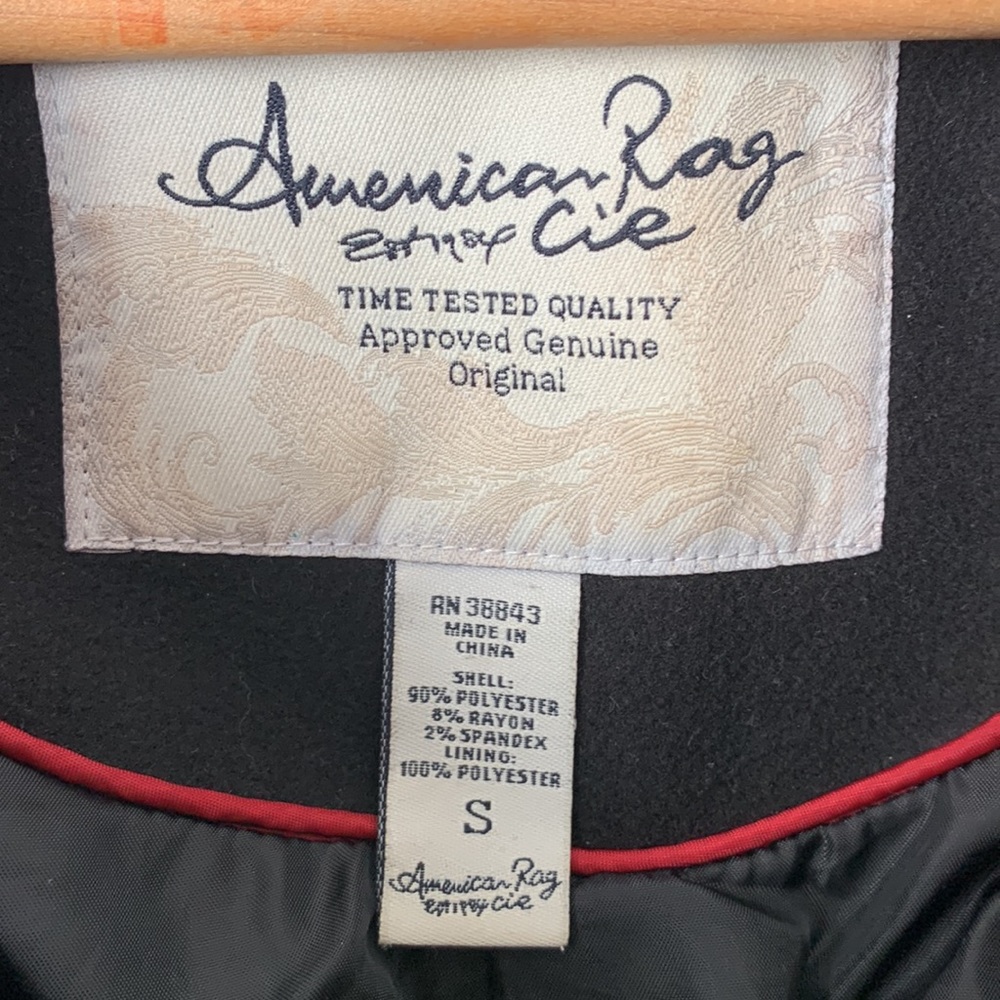 American Rag
Est 1984 Cie
TIME TESTED QUALITY
Approved Genuine
Original
RN 38843
MADE IN
CHINA
SHELL:
90% POLYESTER
8% RAYON
2% SPANDEX
LINING:
100% POLYESTER
S
American Rag
Est 1984 Cie